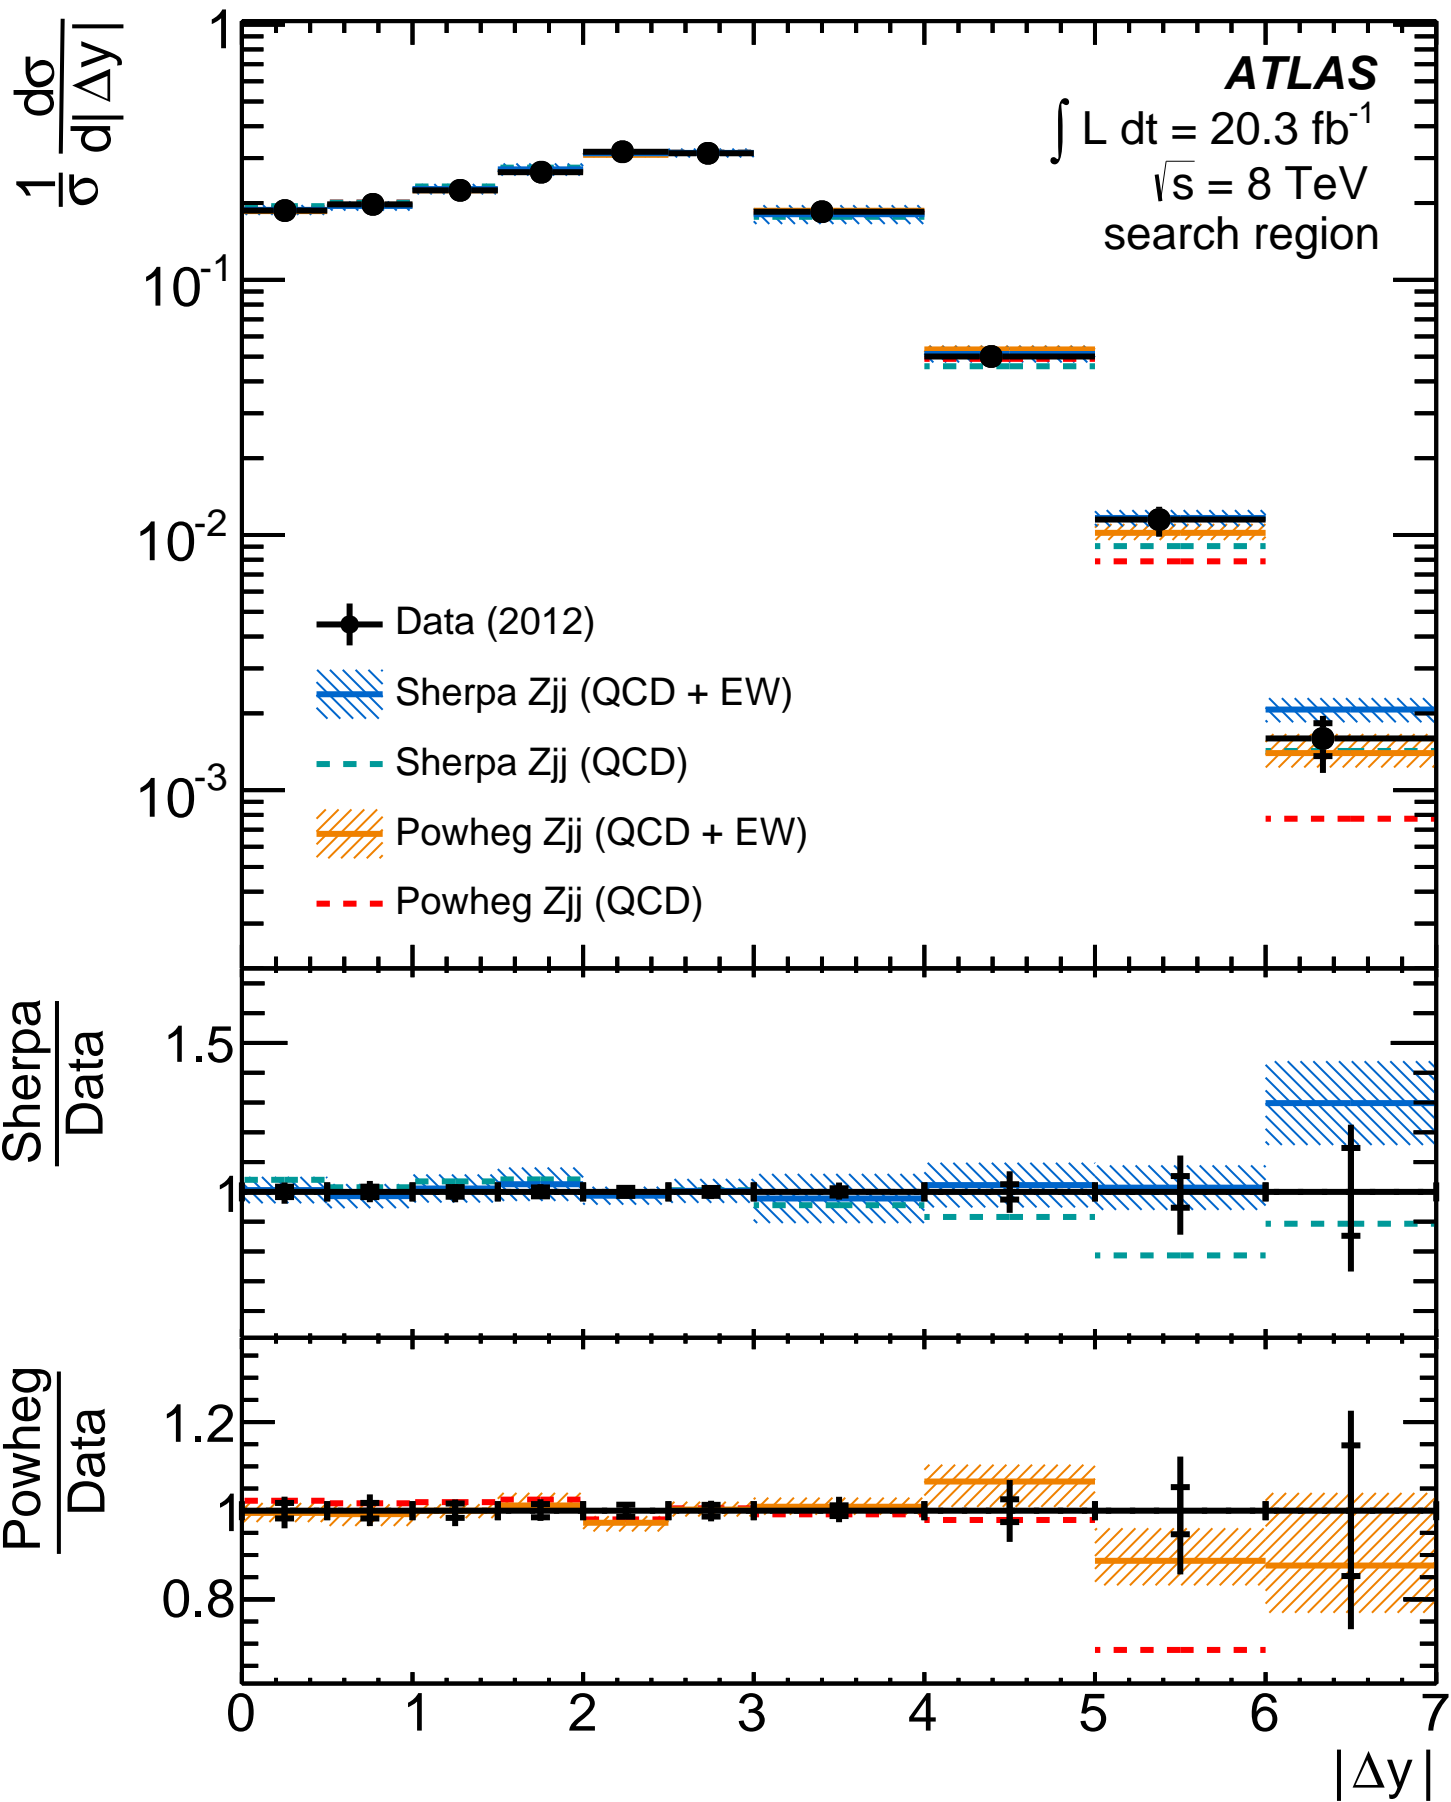 1/σ dσ/d|Δy|
1
10⁻¹
10⁻²
10⁻³
ATLAS
∫ L dt = 20.3 fb⁻¹
√s = 8 TeV
search region
Data (2012)
Sherpa Zjj (QCD + EW)
Sherpa Zjj (QCD)
Powheg Zjj (QCD + EW)
Powheg Zjj (QCD)
Sherpa
Data
1.5
1
Powheg
Data
1.2
1
0.8
0 1 2 3 4 5 6 7
|Δy|